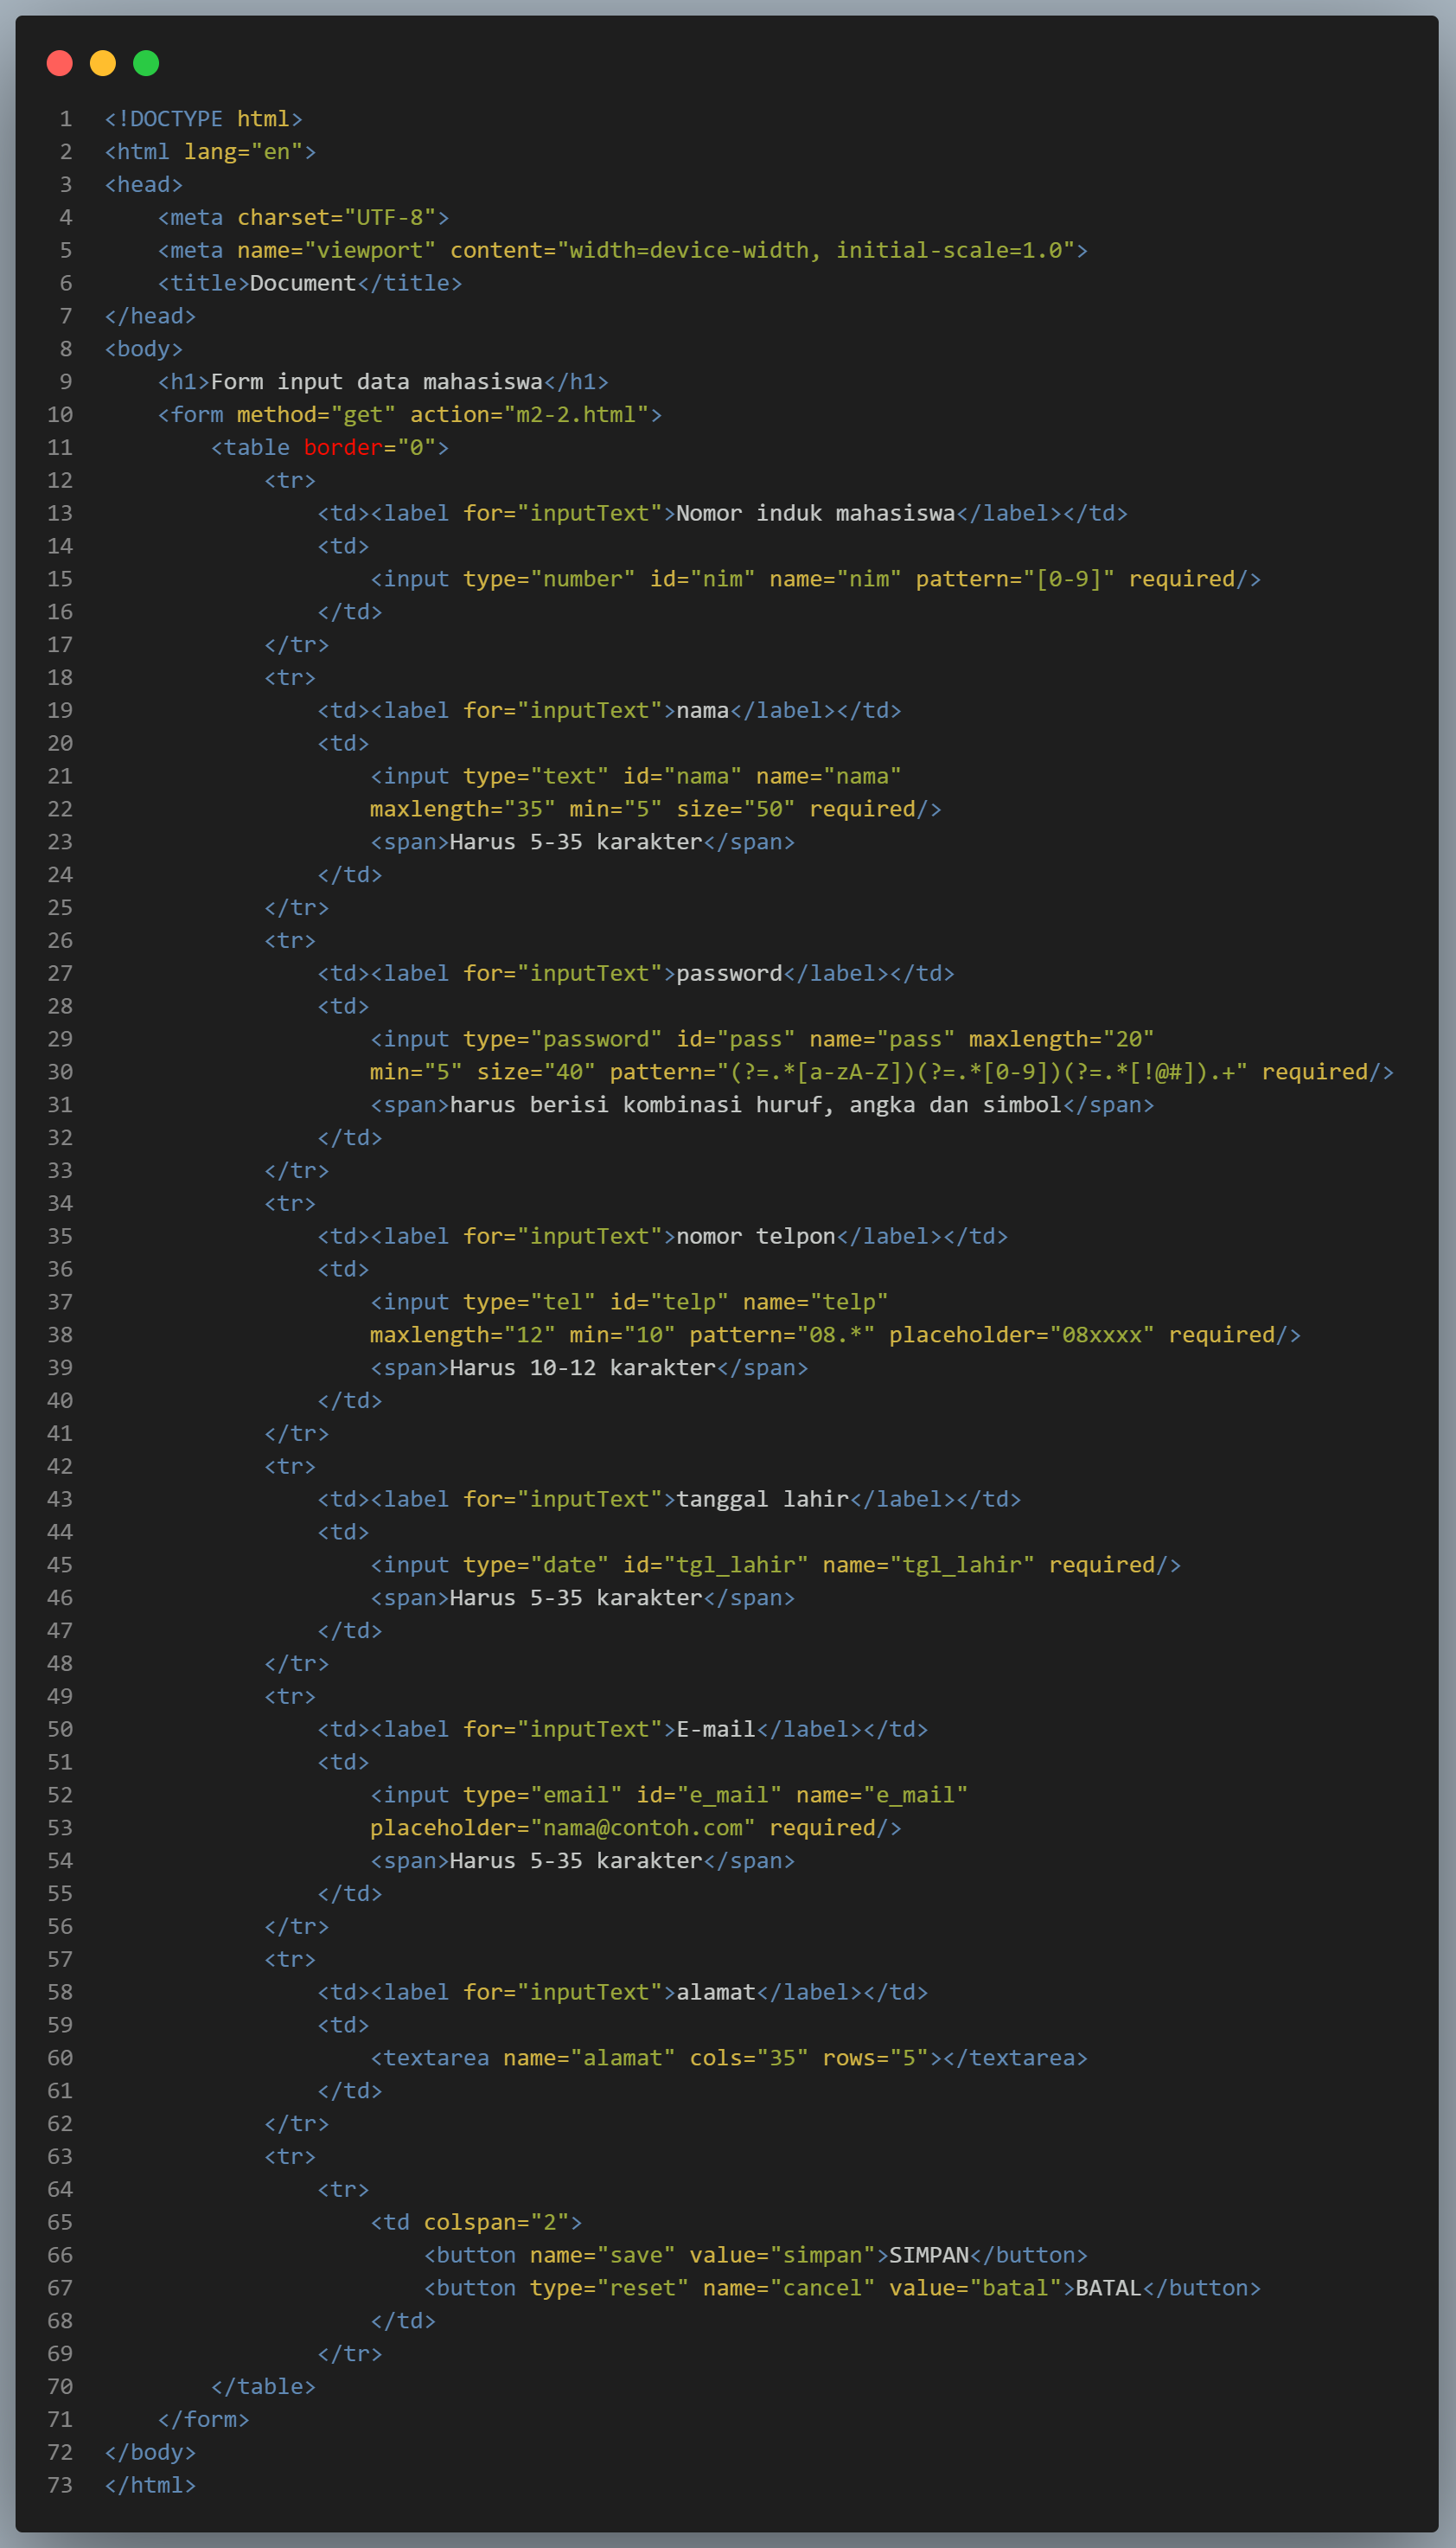 1 <!DOCTYPE html>
2 <html lang="en">
3 <head>
4     <meta charset="UTF-8">
5     <meta name="viewport" content="width=device-width, initial-scale=1.0">
6     <title>Document</title>
7 </head>
8 <body>
9     <h1>Form input data mahasiswa</h1>
10     <form method="get" action="m2-2.html">
11         <table border="0">
12             <tr>
13                 <td><label for="inputText">Nomor induk mahasiswa</label></td>
14                 <td>
15                     <input type="number" id="nim" name="nim" pattern="[0-9]" required/>
16                 </td>
17             </tr>
18             <tr>
19                 <td><label for="inputText">nama</label></td>
20                 <td>
21                     <input type="text" id="nama" name="nama"
22                     maxlength="35" min="5" size="50" required/>
23                     <span>Harus 5-35 karakter</span>
24                 </td>
25             </tr>
26             <tr>
27                 <td><label for="inputText">password</label></td>
28                 <td>
29                     <input type="password" id="pass" name="pass" maxlength="20"
30                     min="5" size="40" pattern="(?=.*[a-zA-Z])(?=.*[0-9])(?=.*[!@#]).+" required/>
31                     <span>harus berisi kombinasi huruf, angka dan simbol</span>
32                 </td>
33             </tr>
34             <tr>
35                 <td><label for="inputText">nomor telpon</label></td>
36                 <td>
37                     <input type="tel" id="telp" name="telp"
38                     maxlength="12" min="10" pattern="08.*" placeholder="08xxxx" required/>
39                     <span>Harus 10-12 karakter</span>
40                 </td>
41             </tr>
42             <tr>
43                 <td><label for="inputText">tanggal lahir</label></td>
44                 <td>
45                     <input type="date" id="tgl_lahir" name="tgl_lahir" required/>
46                     <span>Harus 5-35 karakter</span>
47                 </td>
48             </tr>
49             <tr>
50                 <td><label for="inputText">E-mail</label></td>
51                 <td>
52                     <input type="email" id="e_mail" name="e_mail"
53                     placeholder="nama@contoh.com" required/>
54                     <span>Harus 5-35 karakter</span>
55                 </td>
56             </tr>
57             <tr>
58                 <td><label for="inputText">alamat</label></td>
59                 <td>
60                     <textarea name="alamat" cols="35" rows="5"></textarea>
61                 </td>
62             </tr>
63             <tr>
64                 <tr>
65                     <td colspan="2">
66                         <button name="save" value="simpan">SIMPAN</button>
67                         <button type="reset" name="cancel" value="batal">BATAL</button>
68                     </td>
69                 </tr>
70         </table>
71     </form>
72 </body>
73 </html>